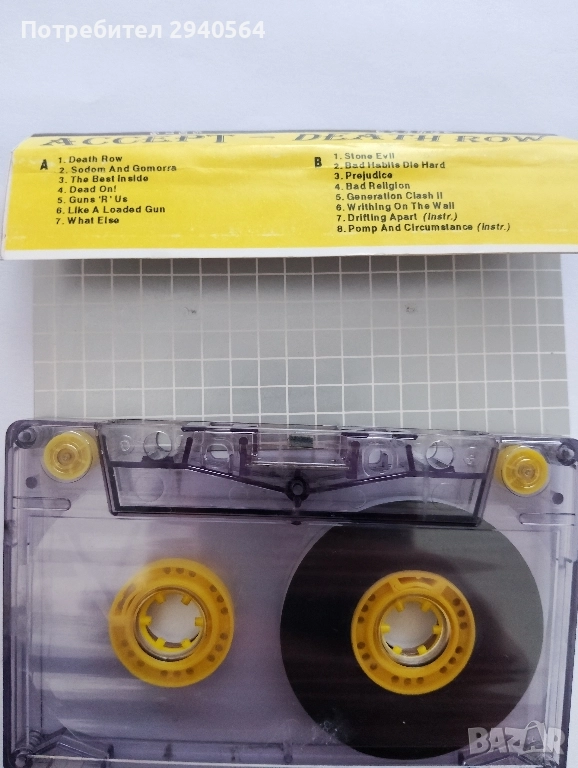 Потребител 2940564
ACCEPT - DEATH ROW
A
1. Death Row
2. Sodom And Gomorra
3. The Best Inside
4. Dead On!
5. Guns 'R' Us
6. Like A Loaded Gun
7. What Else
B
1. Stone Evil
2. Bad Habits Die Hard
3. Prejudice
4. Bad Religion
5. Generation Clash II
6. Writhing On The Wall
7. Drifting Apart (Instr.)
8. Pomp And Circumstance (Instr.)
BAZAR